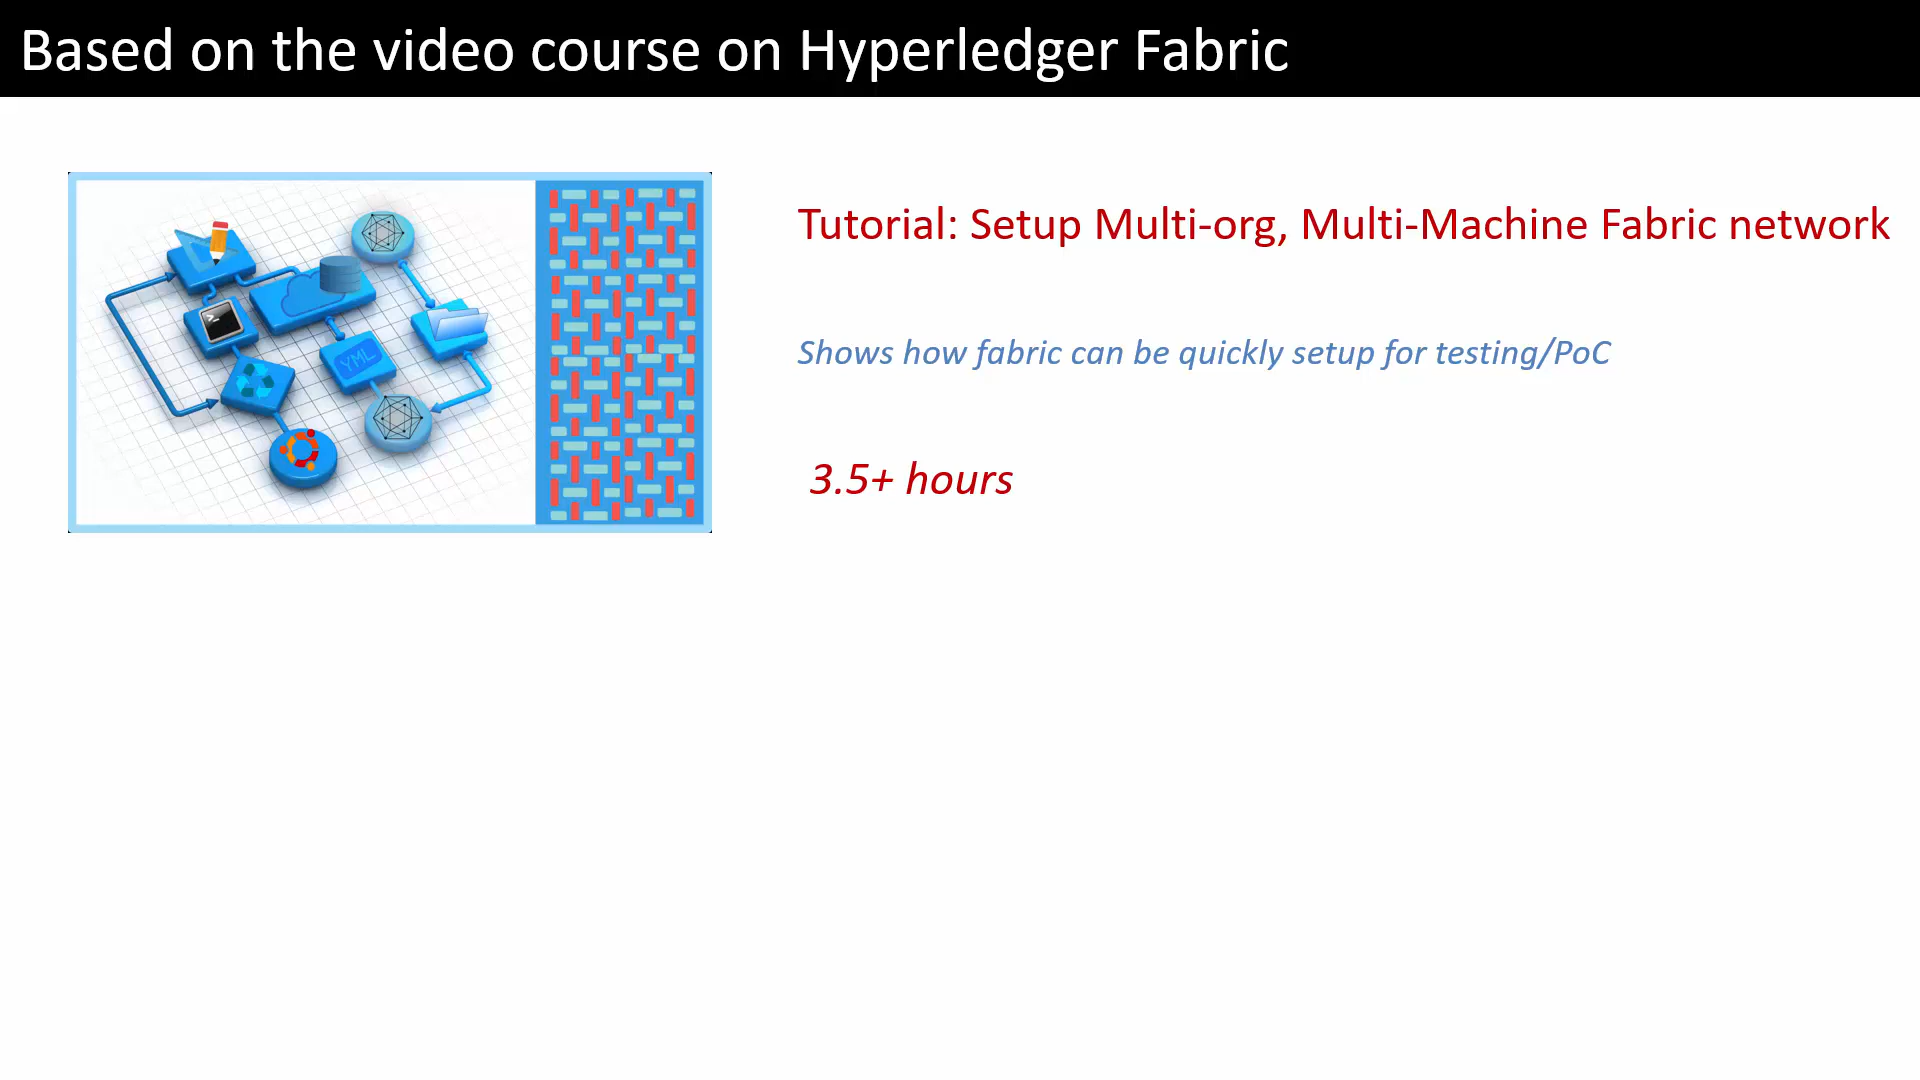 Based on the video course on Hyperledger Fabric
Tutorial: Setup Multi-org, Multi-Machine Fabric network
Shows how fabric can be quickly setup for testing/PoC
3.5+ hours
>_
YML